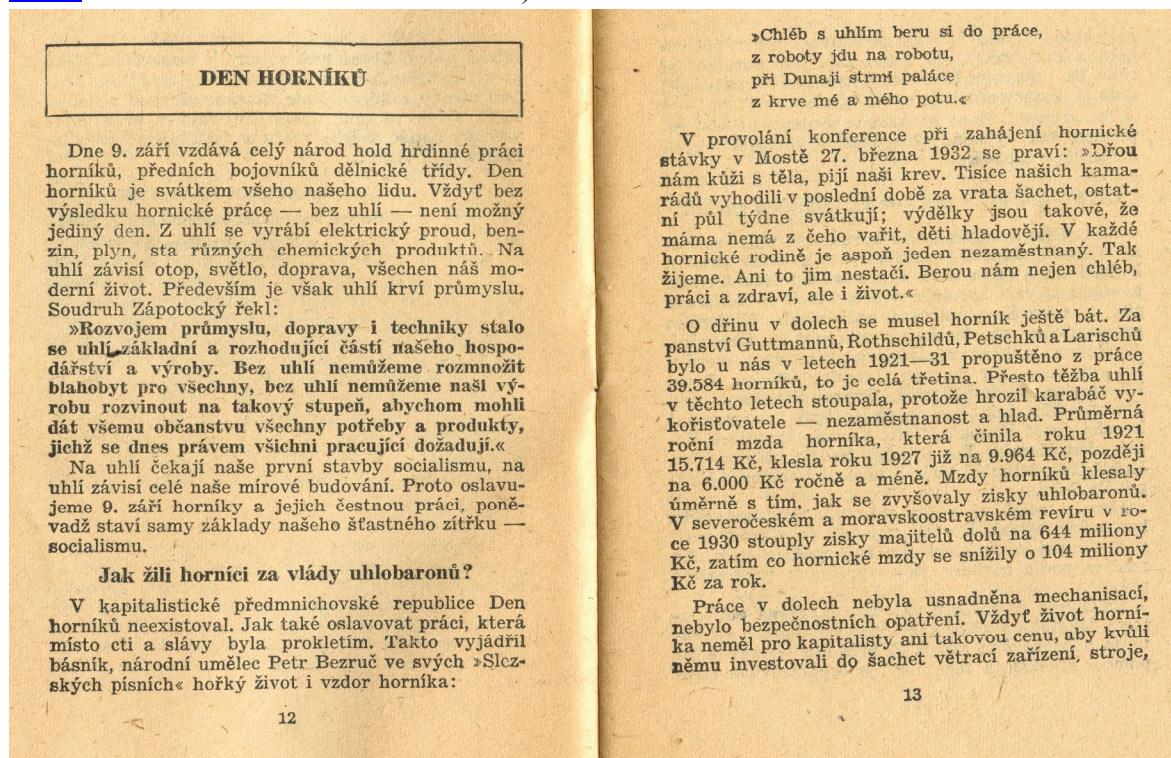 DEN HORNÍKŮ
Dne 9. září vzdává celý národ hold hrdinné práci
horníků, předních bojovníků dělnické třídy. Den
horníků je svátkem všeho našeho lidu. Vždyť bez
výsledku hornické práce — bez uhlí — není možný
jediný den. Z uhlí se vyrábí elektrický proud, ben-
zin, plyn, sta různých chemických produktů. Na
uhlí závisí otop, světlo, doprava, všechen náš mo-
derní život. Především je však uhlí krví průmyslu.
Soudruh Zápotocký řekl:
»Rozvojem průmyslu, dopravy i techniky stalo
se uhlí základní a rozhodující částí našeho hospo-
dářství a výroby. Bez uhlí nemůžeme rozmnožit
blahobyt pro všechny, bez uhlí nemůžeme naši vý-
robu rozvinout na takový stupeň, abychom mohli
dát všemu občanstvu všechny potřeby a produkty,
jichž se dnes právem všichni pracující dožadují.«
Na uhlí čekají naše první stavby socialismu, na
uhlí závisí celé naše mírové budování. Proto oslavu-
jeme 9. září horníky a jejich čestnou práci, poně-
vadž staví samy základy našeho šťastného zítřku —
socialismu.
Jak žili horníci za vlády uhlobaronů?
V kapitalistické předmnichovské republice Den
horníků neexistoval. Jak také oslavovat práci, která
místo cti a slávy byla prokletím. Takto vyjádřil
básník, národní umělec Petr Bezruč ve svých »Slez-
ských písních« hořký život i vzdor horníka:
12
»Chléb s uhlím beru si do práce,
z roboty jdu na robotu,
při Dunaji strmí paláce
z krve mé a mého potu.«
V provolání konference při zahájení hornické
stávky v Mostě 27. března 1932 se praví: »Dřou
nám kůži s těla, pijí naši krev. Tisíce našich kama-
rádů vyhodili v poslední době za vrata šachet, ostat-
ní půl týdne svátkují; výdělky jsou takové, že
máma nemá z čeho vařit, děti hladovějí. V každé
hornické rodině je aspoň jeden nezaměstnaný. Tak
žijeme. Ani to jim nestačí. Berou nám nejen chléb,
práci a zdraví, ale i život.«
O dřinu v dolech se musel horník ještě bát. Za
panství Guttmannů, Rothschildů, Petschků a Larischů
bylo u nás v letech 1921—31 propuštěno z práce
39.584 horníků, to je celá třetina. Přesto těžba uhlí
v těchto letech stoupala, protože hrozil karabáč vy-
kořisťovatele — nezaměstnanost a hlad. Průměrná
roční mzda horníka, která činila roku 1921
15.714 Kč, klesla roku 1927 již na 9.964 Kč, později
na 6.000 Kč ročně a méně. Mzdy horníků klesaly
úměrně s tím, jak se zvyšovaly zisky uhlobaronů.
V severočeském a moravskoostravském revíru v ro-
ce 1930 stouply zisky majitelů dolů na 644 miliony
Kč, zatím co hornické mzdy se snížily o 104 miliony
Kč za rok.
Práce v dolech nebyla usnadněna mechanisací,
nebylo bezpečnostních opatření. Vždyť život horní-
ka neměl pro kapitalisty ani takovou cenu, aby kvůli
němu investovali do šachet větrací zařízení, stroje,
13